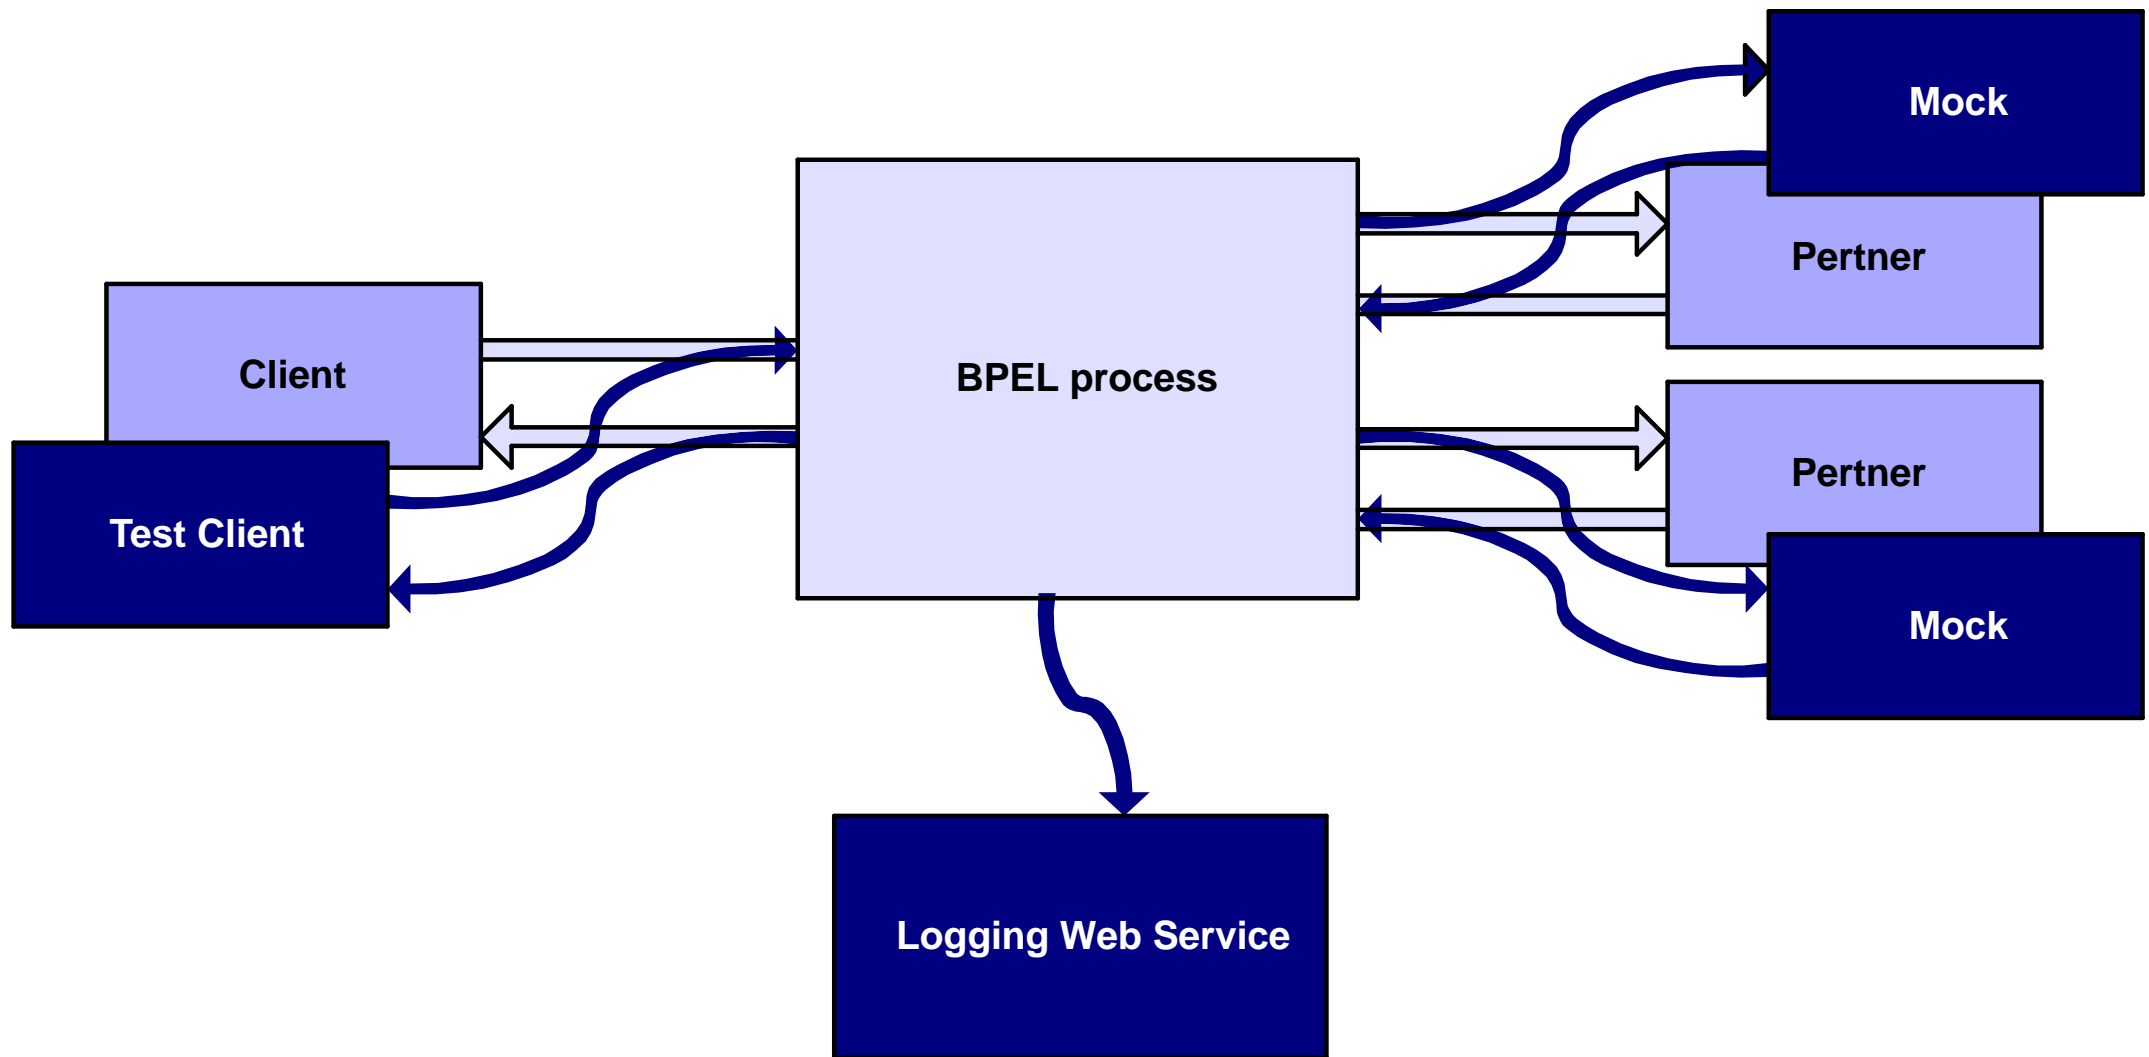 Mock
Pertner
Client
BPEL process
Pertner
Test Client
Mock
Logging Web Service